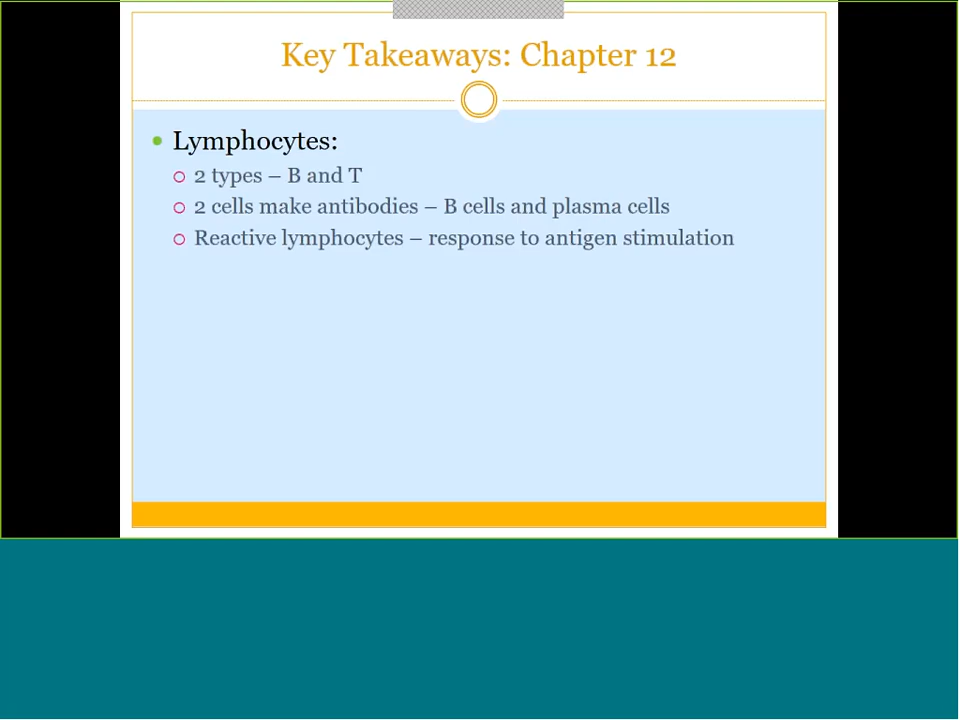 Key Takeaways: Chapter 12
Lymphocytes:
2 types – B and T
2 cells make antibodies – B cells and plasma cells
Reactive lymphocytes – response to antigen stimulation